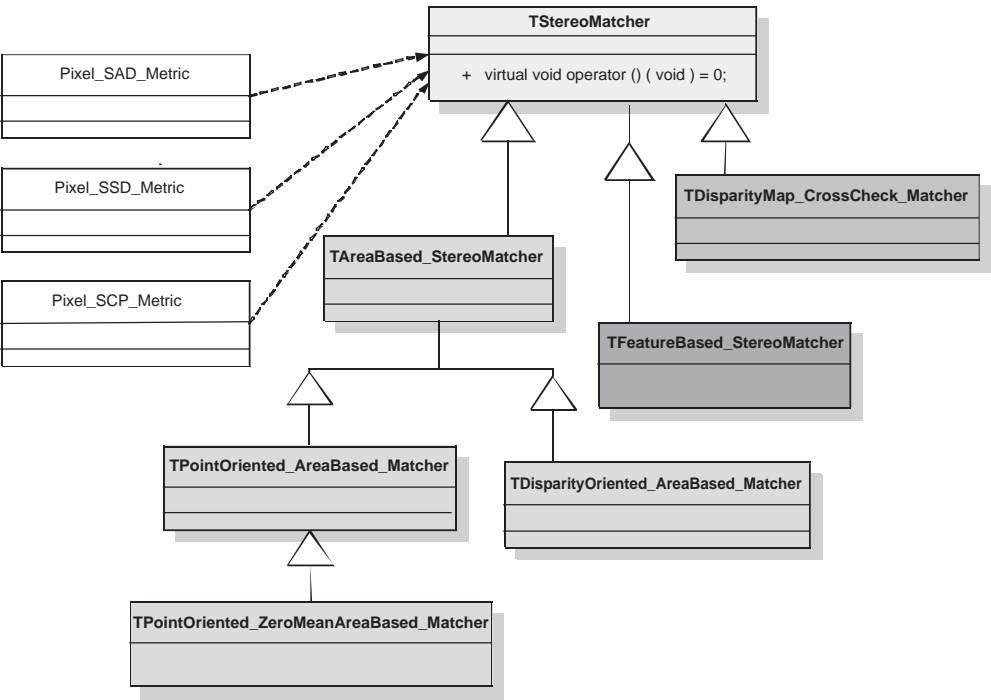 TStereoMatcher
+ virtual void operator () ( void ) = 0;
Pixel_SAD_Metric
Pixel_SSD_Metric
TDisparityMap_CrossCheck_Matcher
TAreaBased_StereoMatcher
Pixel_SCP_Metric
TFeatureBased_StereoMatcher
TPointOriented_AreaBased_Matcher
TDisparityOriented_AreaBased_Matcher
TPointOriented_ZeroMeanAreaBased_Matcher